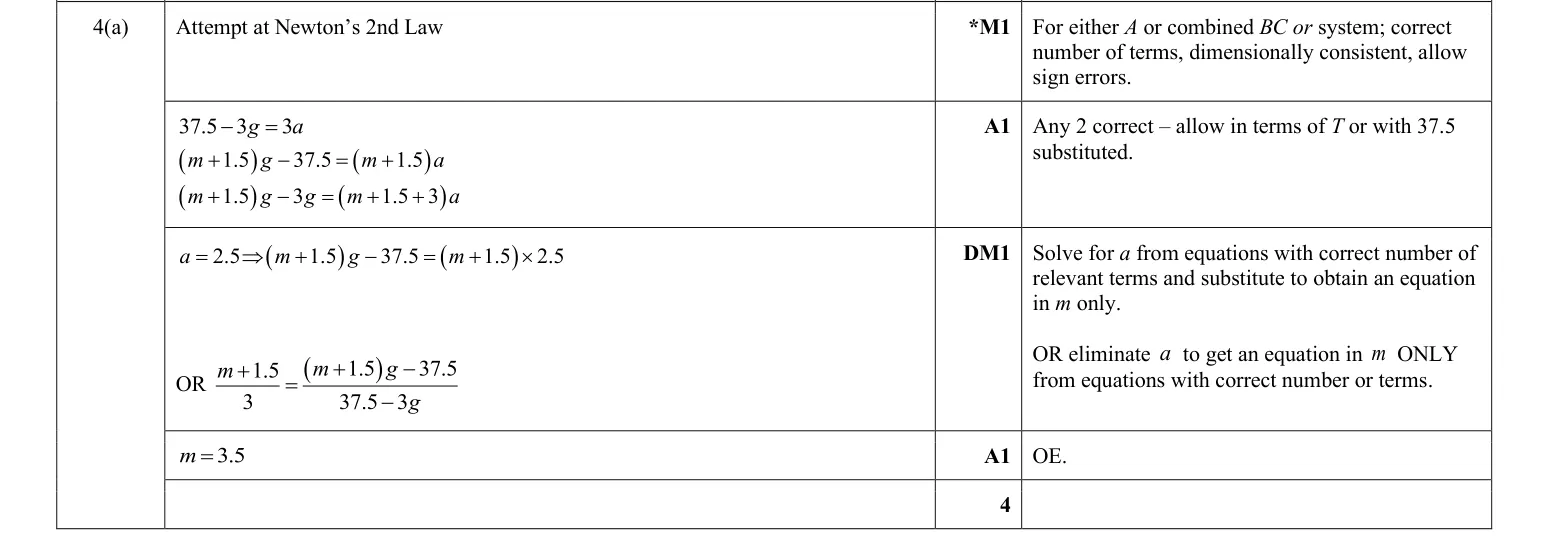 4(a) Attempt at Newton's 2nd Law *M1 For either A or combined BC or system; correct
number of terms, dimensionally consistent, allow
sign errors.
37.5 − 3g = 3a A1 Any 2 correct – allow in terms of T or with 37.5
substituted.
(m + 1.5)g − 37.5 = (m + 1.5)a
(m + 1.5)g − 3g = (m + 1.5 + 3)a
a = 2.5 ⇒ (m + 1.5)g − 37.5 = (m + 1.5) × 2.5 DM1 Solve for a from equations with correct number of
relevant terms and substitute to obtain an equation
in m only.
OR (m + 1.5)/3 = ((m + 1.5)g − 37.5)/(37.5 − 3g) OR eliminate a to get an equation in m ONLY
from equations with correct number or terms.
m = 3.5 A1 OE.
4